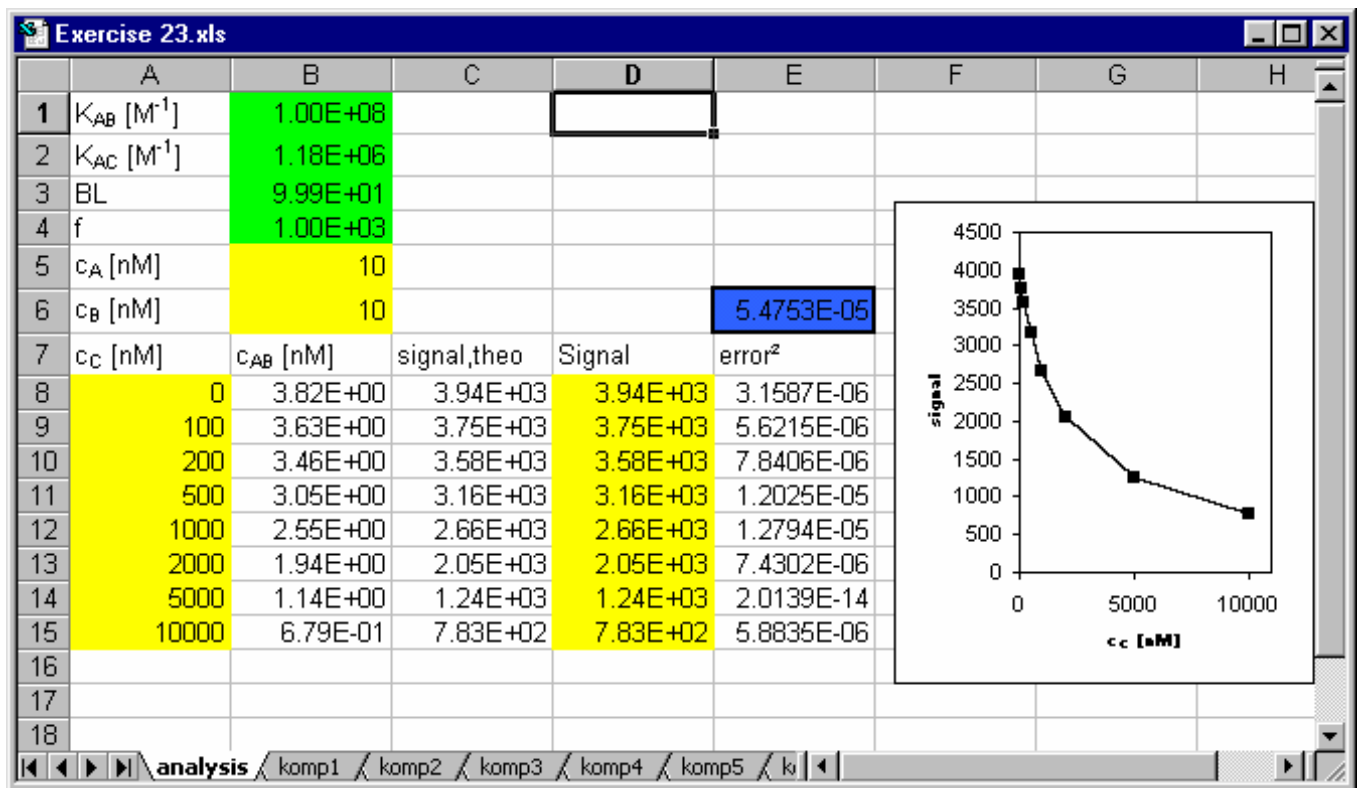 Exercise 23.xls
A B C D E F G H
1 K_AB [M⁻¹] 1.00E+08
2 K_AC [M⁻¹] 1.18E+06
3 BL 9.99E+01
4 f 1.00E+03
5 c_A [nM] 10
6 c_B [nM] 10 5.4753E-05
7 c_C [nM] c_AB [nM] signal,theo Signal error²
8 0 3.82E+00 3.94E+03 3.94E+03 3.1587E-06
9 100 3.63E+00 3.75E+03 3.75E+03 5.6215E-06
10 200 3.46E+00 3.58E+03 3.58E+03 7.8406E-06
11 500 3.05E+00 3.16E+03 3.16E+03 1.2025E-05
12 1000 2.55E+00 2.66E+03 2.66E+03 1.2794E-05
13 2000 1.94E+00 2.05E+03 2.05E+03 7.4302E-06
14 5000 1.14E+00 1.24E+03 1.24E+03 2.0139E-14
15 10000 6.79E-01 7.83E+02 7.83E+02 5.8835E-06
16
17
18
4500
4000
3500
3000
2500
2000
1500
1000
500
0
signal
0 5000 10000
c_C [nM]
analysis komp1 komp2 komp3 komp4 komp5